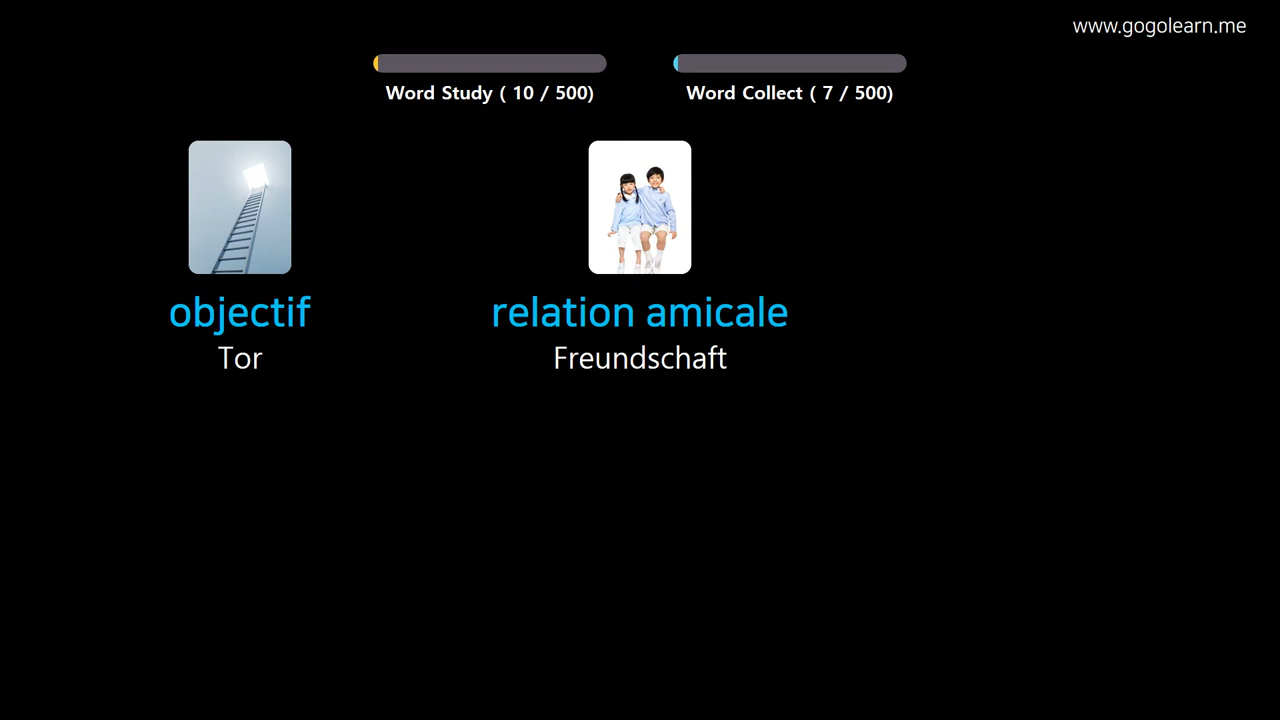 www.gogolearn.me
Word Study ( 10 / 500)
Word Collect ( 7 / 500)
objectif
Tor
relation amicale
Freundschaft